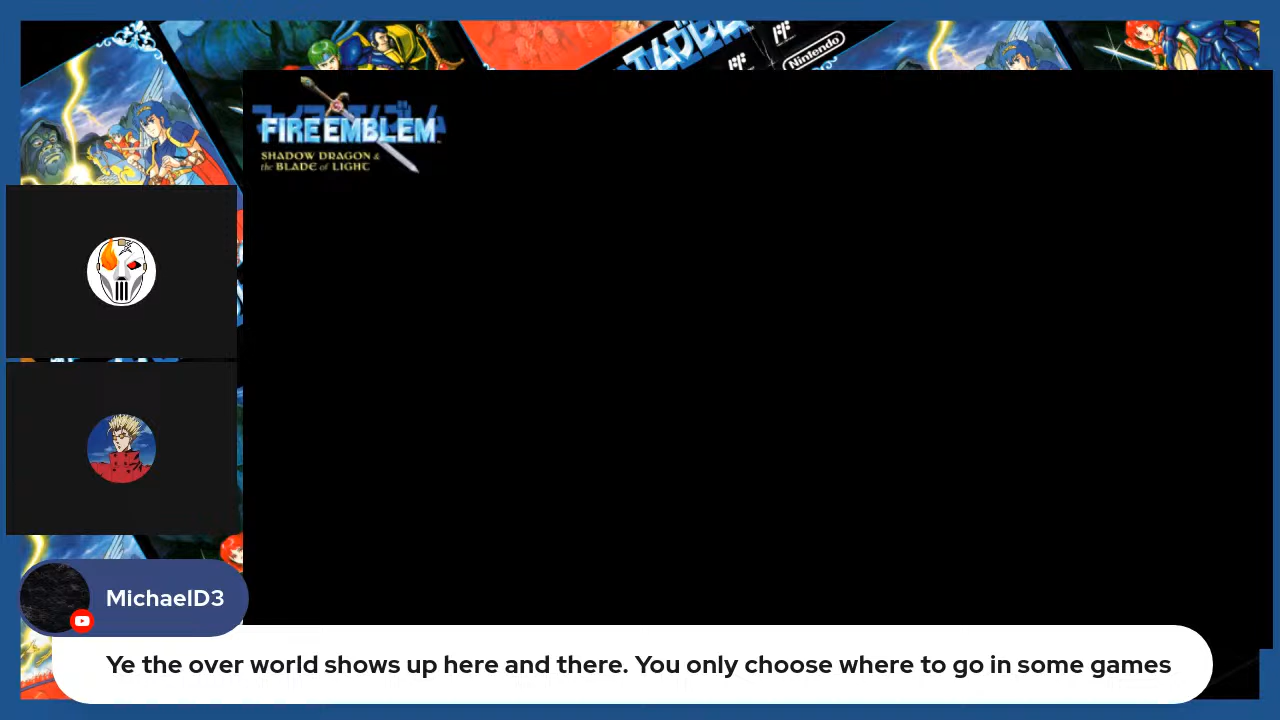 Nintendo
FIRE EMBLEM
SHADOW DRAGON &
the BLADE of LIGHT
MichaelD3
Ye the over world shows up here and there. You only choose where to go in some games